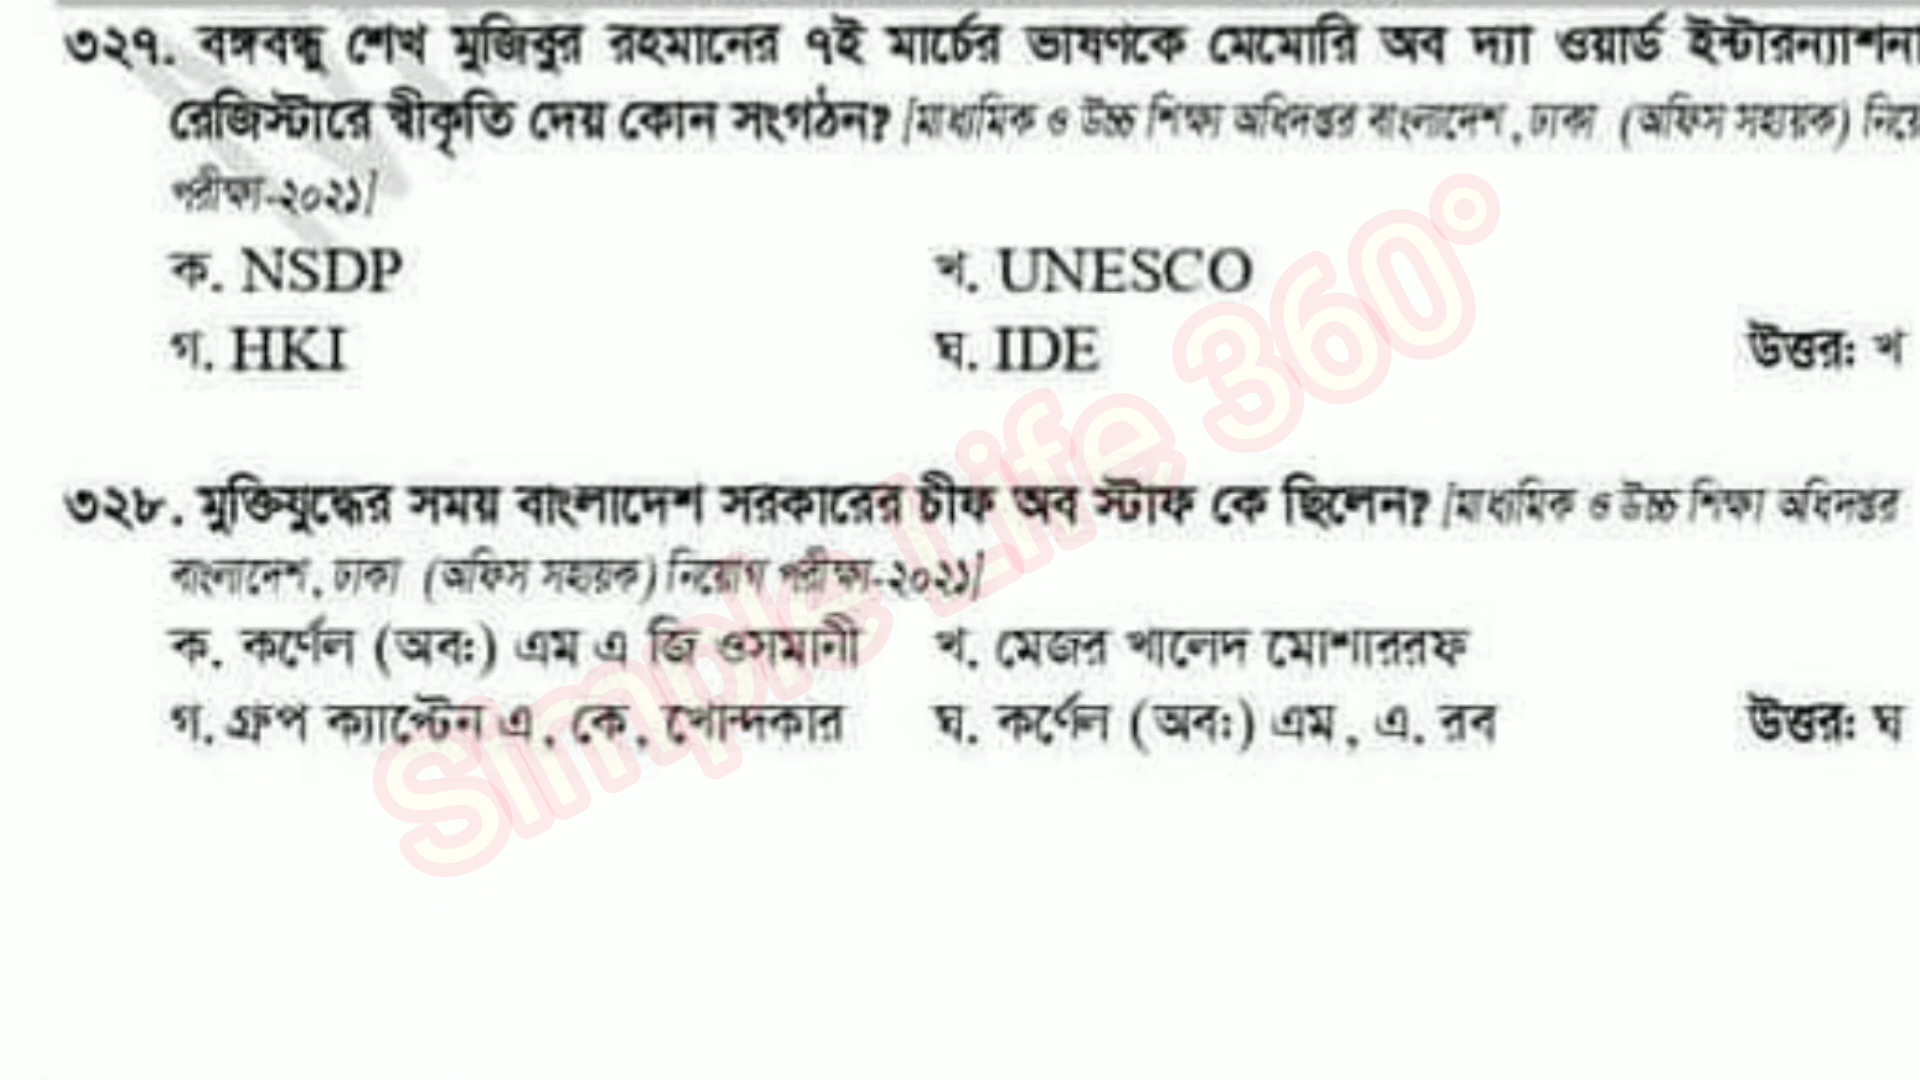 ৩২৭. বঙ্গবন্ধু শেখ মুজিবুর রহমানের ৭ই মার্চের ভাষণকে মেমোরি অব দ্যা ওয়ার্ল্ড ইন্টারন্যাশনা
রেজিস্টারে স্বীকৃতি দেয় কোন সংগঠন? [মাধ্যমিক ও উচ্চ শিক্ষা অধিদপ্তর বাংলাদেশ, ঢাকা (অফিস সহায়ক) নিয়ে
পরীক্ষা-২০২১]
ক. NSDP
খ. UNESCO
গ. HKI
ঘ. IDE
উত্তর: খ
৩২৮. মুক্তিযুদ্ধের সময় বাংলাদেশ সরকারের চীফ অব স্টাফ কে ছিলেন? [মাধ্যমিক ও উচ্চ শিক্ষা অধিদপ্তর
বাংলাদেশ, ঢাকা (অফিস সহায়ক) নিয়োগ পরীক্ষা-২০২১]
ক. কর্ণেল (অবঃ) এম এ জি ওসমানী
খ. মেজর খালেদ মোশাররফ
গ. গ্রুপ ক্যাপ্টেন এ. কে. খোন্দকার
ঘ. কর্ণেল (অবঃ) এম. এ. রব
উত্তর: ঘ
Simple Life 360°